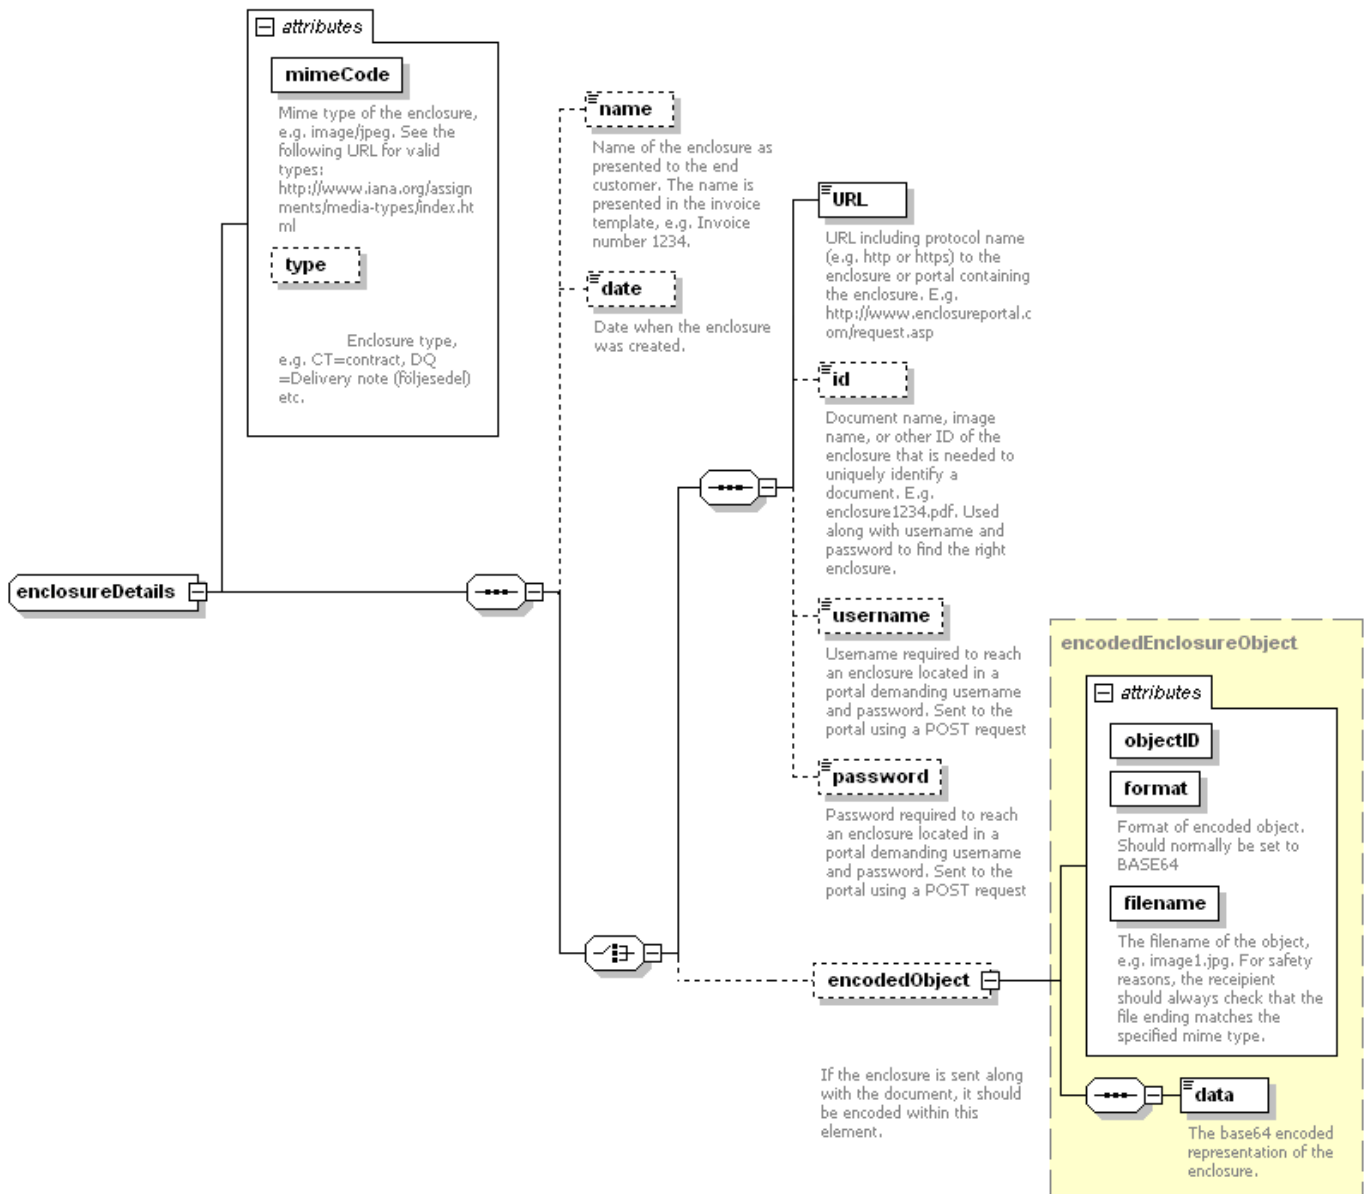 attributes
mimeCode
Mime type of the enclosure,
e.g. image/jpeg. See the
following URL for valid
types:
http://www.iana.org/assign
ments/media-types/index.ht
ml
type
Enclosure type,
e.g. CT=contract, DQ
=Delivery note (följesedel)
etc.
enclosureDetails
name
Name of the enclosure as
presented to the end
customer. The name is
presented in the invoice
template, e.g. Invoice
number 1234.
date
Date when the enclosure
was created.
URL
URL including protocol name
(e.g. http or https) to the
enclosure or portal containing
the enclosure. E.g.
http://www.enclosureportal.c
om/request.asp
id
Document name, image
name, or other ID of the
enclosure that is needed to
uniquely identify a
document. E.g.
enclosure1234.pdf. Used
along with username and
password to find the right
enclosure.
username
Username required to reach
an enclosure located in a
portal demanding username
and password. Sent to the
portal using a POST request
password
Password required to reach
an enclosure located in a
portal demanding username
and password. Sent to the
portal using a POST request
encodedObject
If the enclosure is sent along
with the document, it should
be encoded within this
element.
encodedEnclosureObject
attributes
objectID
format
Format of encoded object.
Should normally be set to
BASE64
filename
The filename of the object,
e.g. image1.jpg. For safety
reasons, the receipient
should always check that the
file ending matches the
specified mime type.
data
The base64 encoded
representation of the
enclosure.